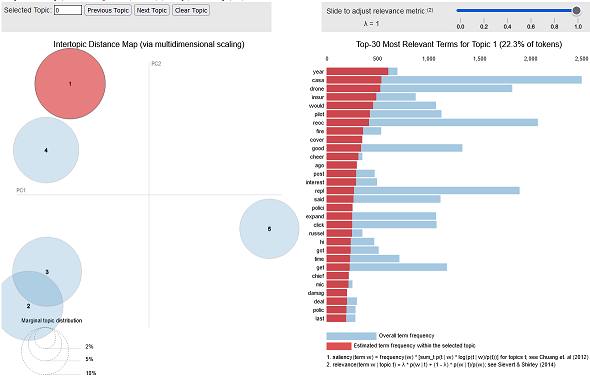 Selected Topic: 0 Previous Topic Next Topic Clear Topic
Slide to adjust relevance metric:(2)
λ = 1
0.0 0.2 0.4 0.6 0.8 1.0
Intertopic Distance Map (via multidimensional scaling)
Top-30 Most Relevant Terms for Topic 1 (22.3% of tokens)
PC2
PC1
1
4
5
3
2
Marginal topic distribution
2%
5%
10%
0 500 1,000 1,500 2,000 2,500
year
casa
drone
insur
would
pilot
reoc
fire
cover
good
cheer
ago
post
interest
repl
said
polici
expand
click
russel
hi
got
time
get
chief
mic
damag
deal
polic
last
Overall term frequency
Estimated term frequency within the selected topic
1. saliency(term w) = frequency(w) * [sum_t p(t | w) * log(p(t | w)/p(t))] for topics t; see Chuang et. al (2012)
2. relevance(term w | topic t) = λ * p(w | t) + (1 - λ) * p(w | t)/p(w); see Sievert & Shirley (2014)